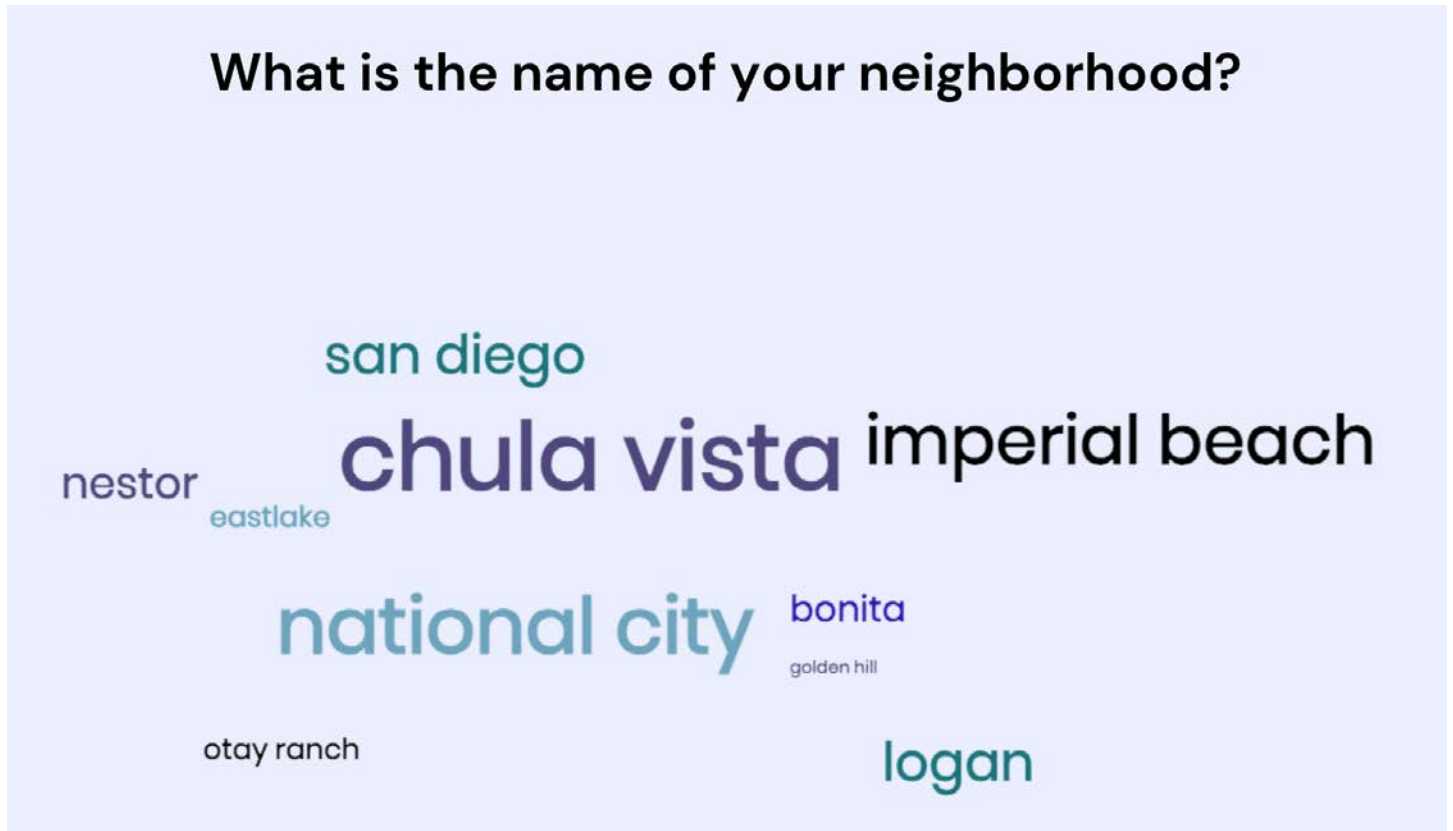 What is the name of your neighborhood?
san diego
chula vista
imperial beach
nestor
eastlake
national city
bonita
golden hill
otay ranch
logan